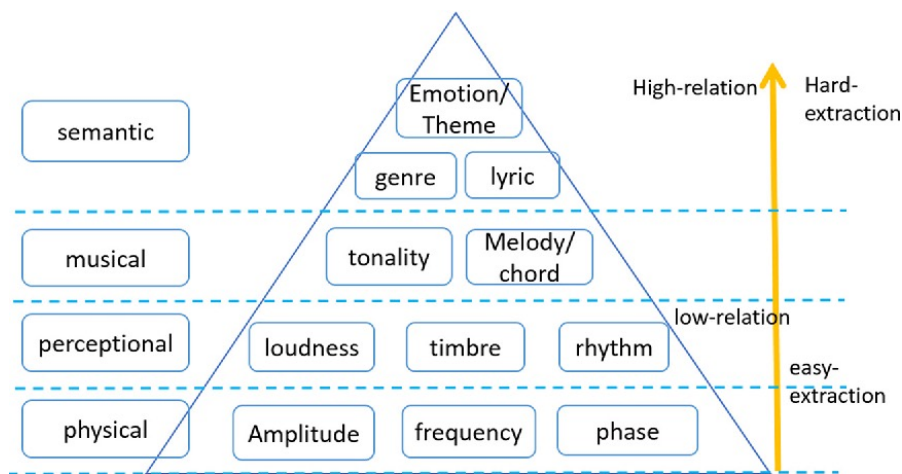 Emotion/
Theme
High-relation
Hard-
extraction
semantic
genre
lyric
musical
tonality
Melody/
chord
low-relation
perceptional
loudness
timbre
rhythm
easy-
extraction
physical
Amplitude
frequency
phase